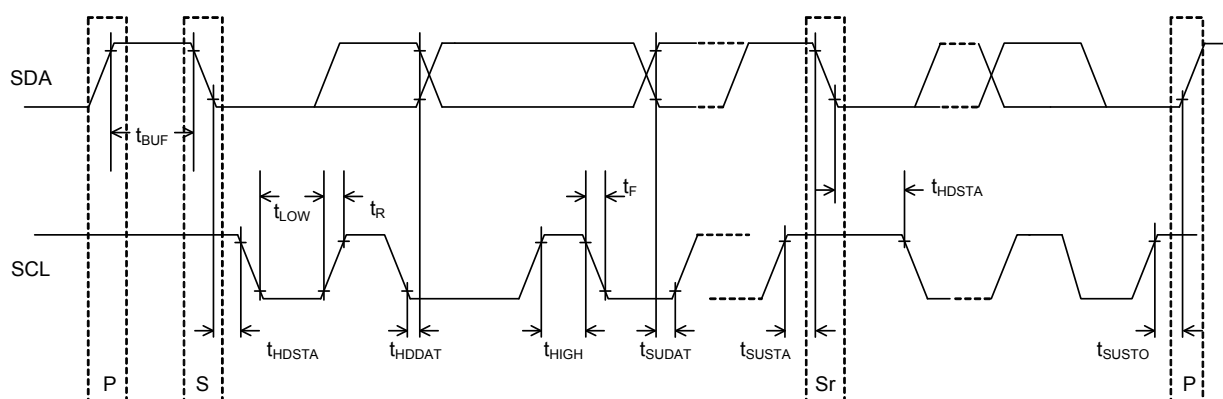 SDA
tBUF
tLOW
tR
tF
tHDSTA
SCL
tHDSTA
tHDDAT
tHIGH
tSUDAT
tSUSTA
tSUSTO
P
S
Sr
P